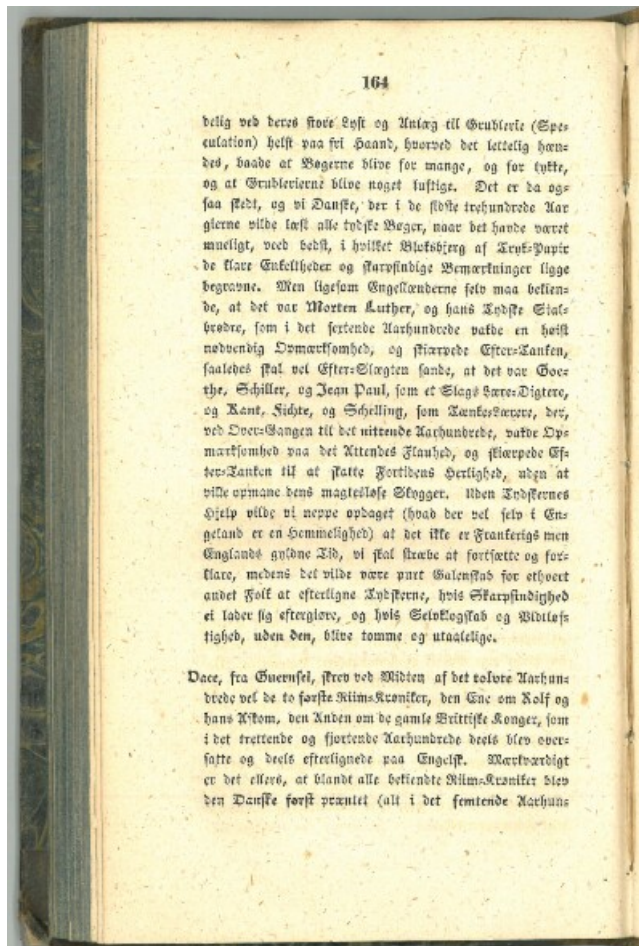 164
delig ved deres store Lyst og Anlæg til Grublerie (Spe-
culation) helst paa fri Haand, hvorved det lettelig hæn-
des, baade at Bøgerne blive for mange, og for tykke,
og at Grublerierne blive noget luftige. Det er da og-
saa skedt, og vi Danske, der i de sidste trehundrede Aar
gierne vilde læst alle tydske Bøger, naar det havde været
mueligt, veed bedst, i hvilket Bloksbjerg af Tryk-Papir
de klare Enkeltheder og skarpsindige Bemærkninger ligge
begravne. Men ligesom Engellænderne selv maa bekien-
de, at det var Morten Luther, og hans Tydske Sial-
brødre, som i det sextende Aarhundrede vakde en høist
nødvendig Opmærksomhed, og skiærpede Efter-Tanken,
saaledes skal vel Efter-Slægten sande, at det var Goe-
the, Schiller, og Jean Paul, som et Slags Lære-Digtere,
og Kant, Fichte, og Schelling, som Tænke-Lærere, der,
ved Over-Gangen til det nittende Aarhundrede, vakde Op-
mærksomhed paa det Attendes Flauhed, og skiærpede Ef-
ter-Tanken til at skatte Fortidens Herlighed, uden at
ville opmane dens magtesløse Skygger. Uden Tydskernes
Hjelp vilde vi neppe opdaget (hvad der vel selv i En-
geland er en Hemmelighed) at det ikke er Frankerigs men
Englands gyldne Tid, vi skal stræbe at fortsætte og for-
klare, medens det vilde være puurt Galenskab for ethvert
andet Folk at efterligne Tydskerne, hvis Skarpsindighed
ei lader sig eftergiøre, og hvis Selvklogskab og Vidtløf-
tighed, uden den, blive tomme og utaalelige.
Vace, fra Guernsei, skrev ved Midten af det tolvte Aarhun-
drede vel de to første Riim-Krøniker, den Ene om Rolf og
hans Afkom, den Anden om de gamle Brittiske Konger, som
i det trettende og fjortende Aarhundrede deels blev over-
satte og deels efterlignede paa Engelsk. Mærkværdigt
er det ellers, at blandt alle bekiendte Riim-Krøniker blev
den Danske først præntet (alt i det femtende Aarhun-